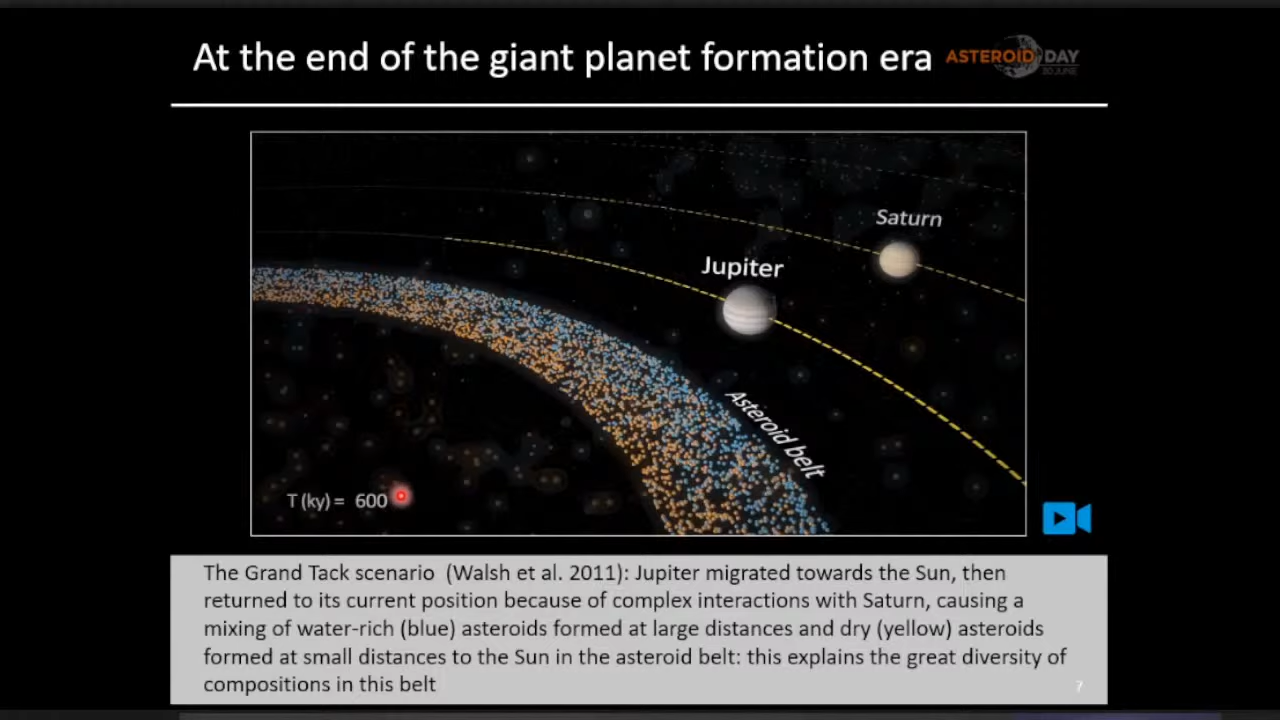 At the end of the giant planet formation era
ASTEROID DAY
30 JUNE
Saturn
Jupiter
Asteroid belt
T (ky) = 600
The Grand Tack scenario (Walsh et al. 2011): Jupiter migrated towards the Sun, then
returned to its current position because of complex interactions with Saturn, causing a
mixing of water-rich (blue) asteroids formed at large distances and dry (yellow) asteroids
formed at small distances to the Sun in the asteroid belt: this explains the great diversity of
compositions in this belt
7